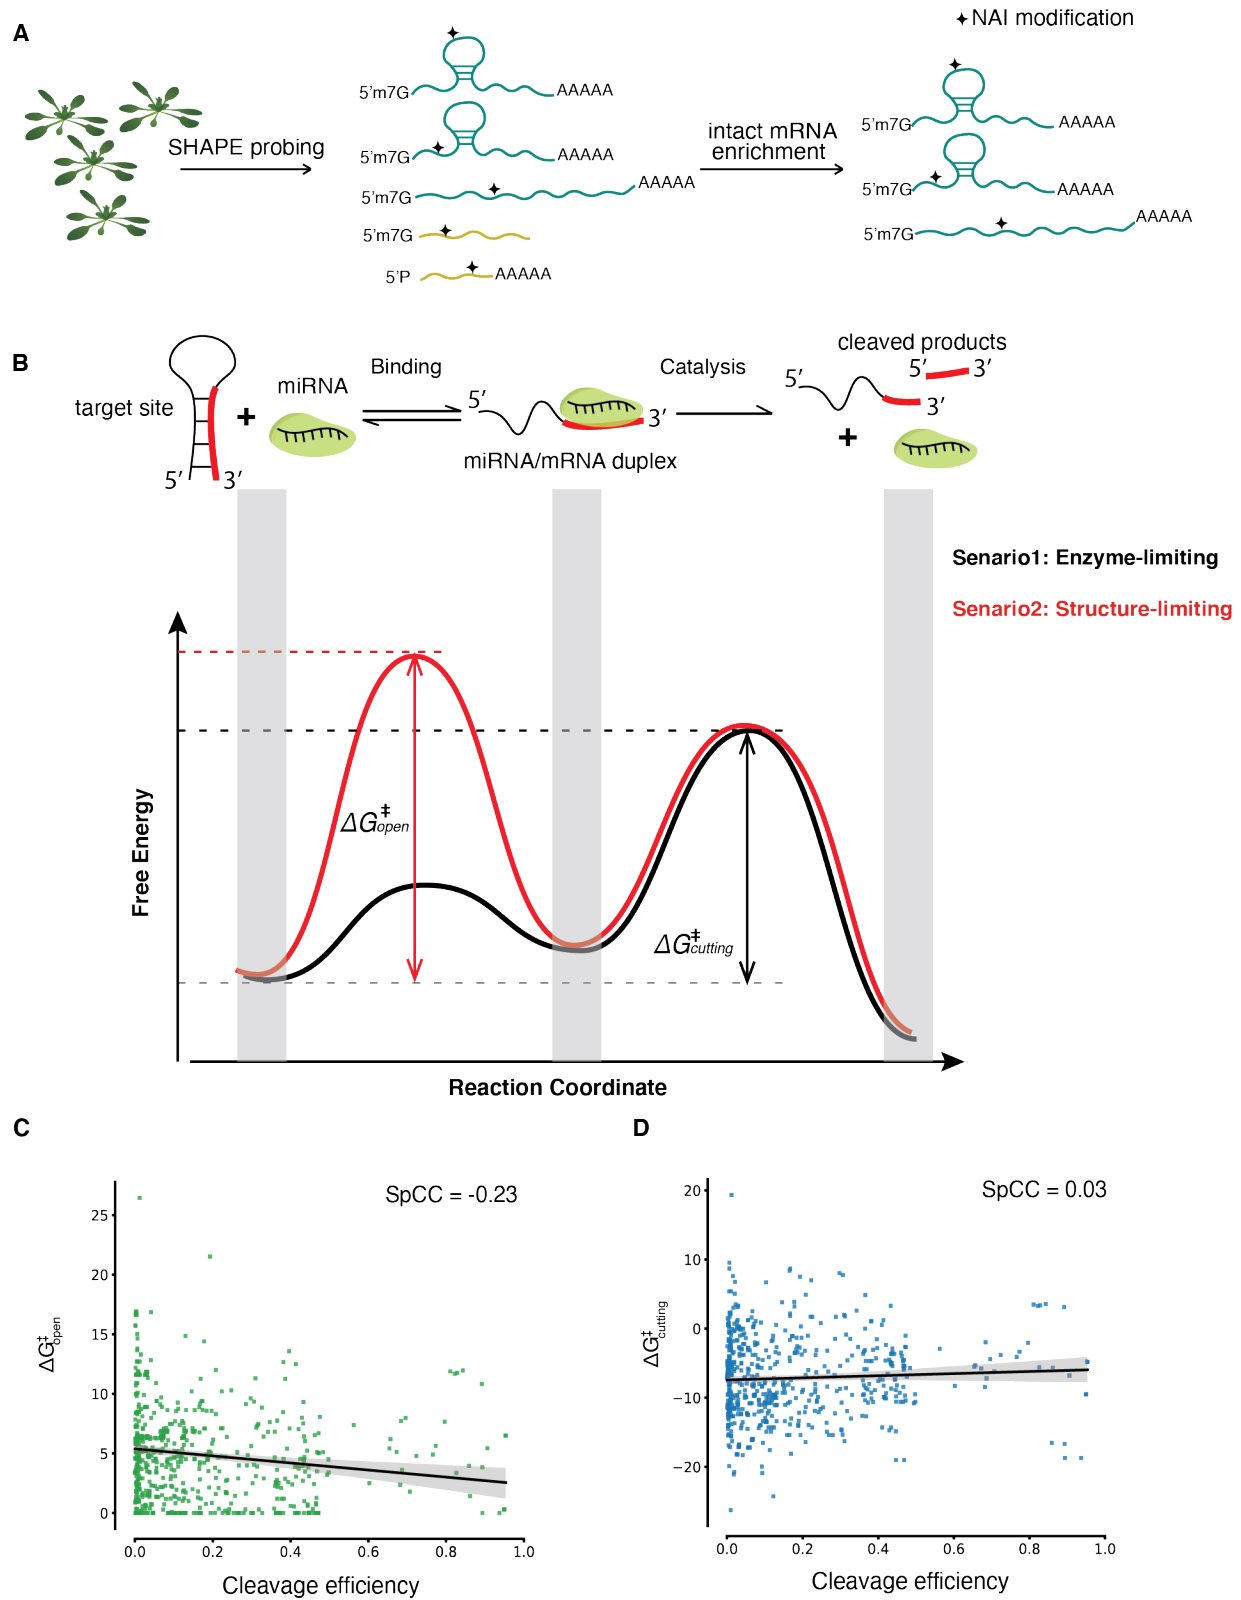 A
NAI modification
SHAPE probing
intact mRNA
enrichment
5'm7G
AAAAA
5'm7G
AAAAA
5'm7G
AAAAA
5'm7G
5'P
AAAAA
5'm7G
AAAAA
5'm7G
AAAAA
5'm7G
AAAAA
B
target site
5'
3'
+
miRNA
Binding
5'
3'
miRNA/mRNA duplex
Catalysis
cleaved products
5'
5'
3'
3'
+
Senario1: Enzyme-limiting
Senario2: Structure-limiting
ΔG‡open
ΔG‡cutting
Free Energy
Reaction Coordinate
C
SpCC = -0.23
ΔG‡open
25
20
15
10
5
0
0.0 0.2 0.4 0.6 0.8 1.0
Cleavage efficiency
D
SpCC = 0.03
ΔG‡cutting
20
10
0
−10
−20
0.0 0.2 0.4 0.6 0.8 1.0
Cleavage efficiency